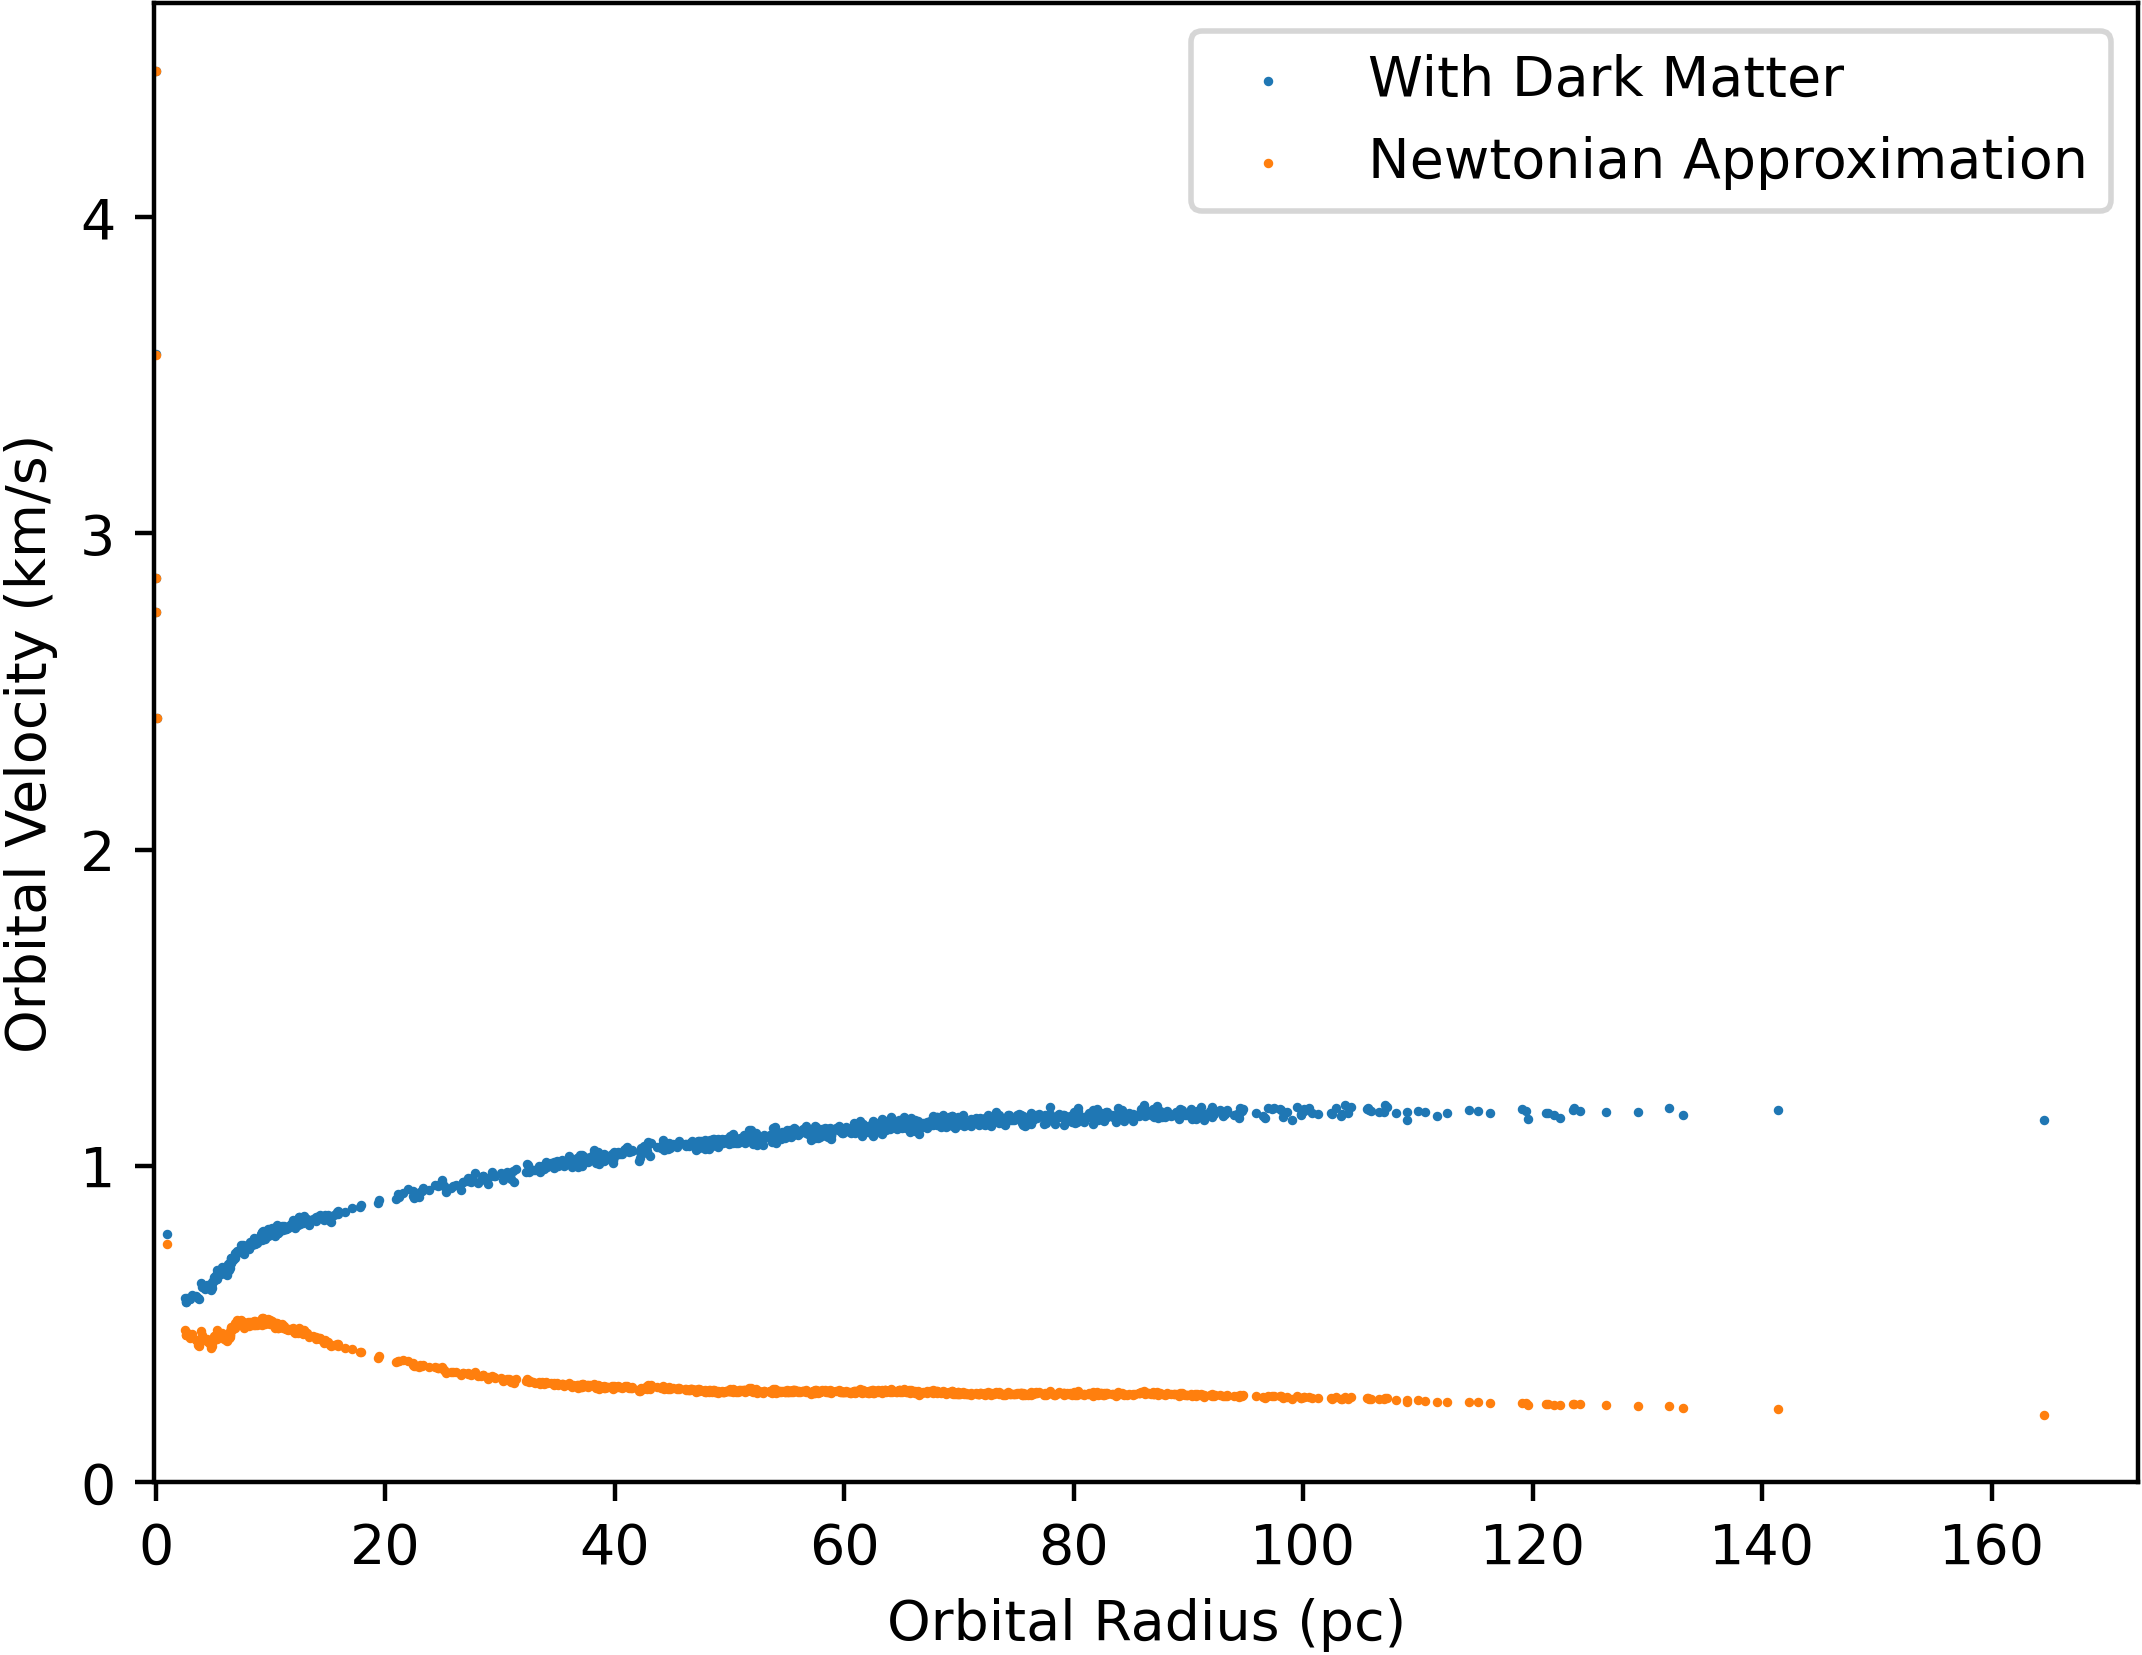 With Dark Matter
Newtonian Approximation
4
3
2
1
0
Orbital Velocity (km/s)
0 20 40 60 80 100 120 140 160
Orbital Radius (pc)